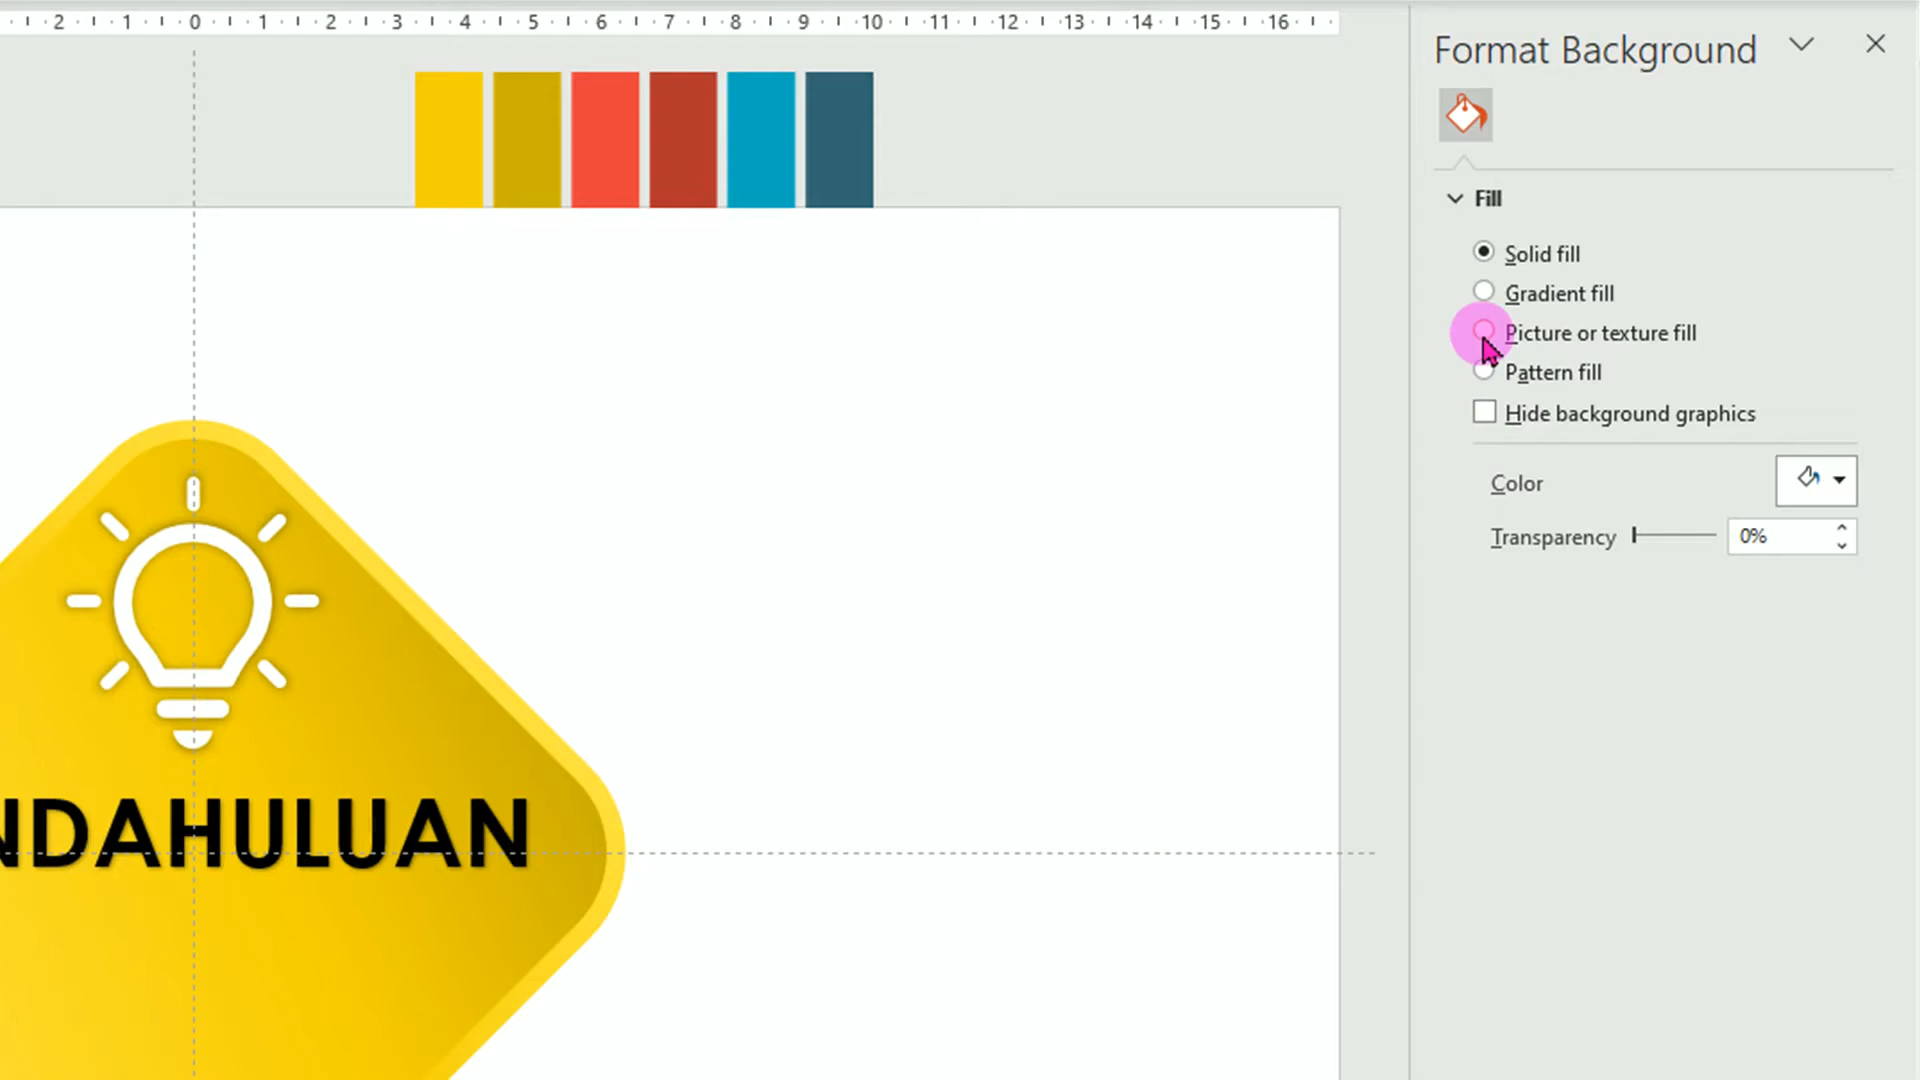 2 1 0 1 2 3 4 5 6 7 8 9 10 11 12 13 14 15 16
Format Background
Fill
Solid fill
Gradient fill
Picture or texture fill
Pattern fill
Hide background graphics
Color
Transparency 0%
NDAHULUAN